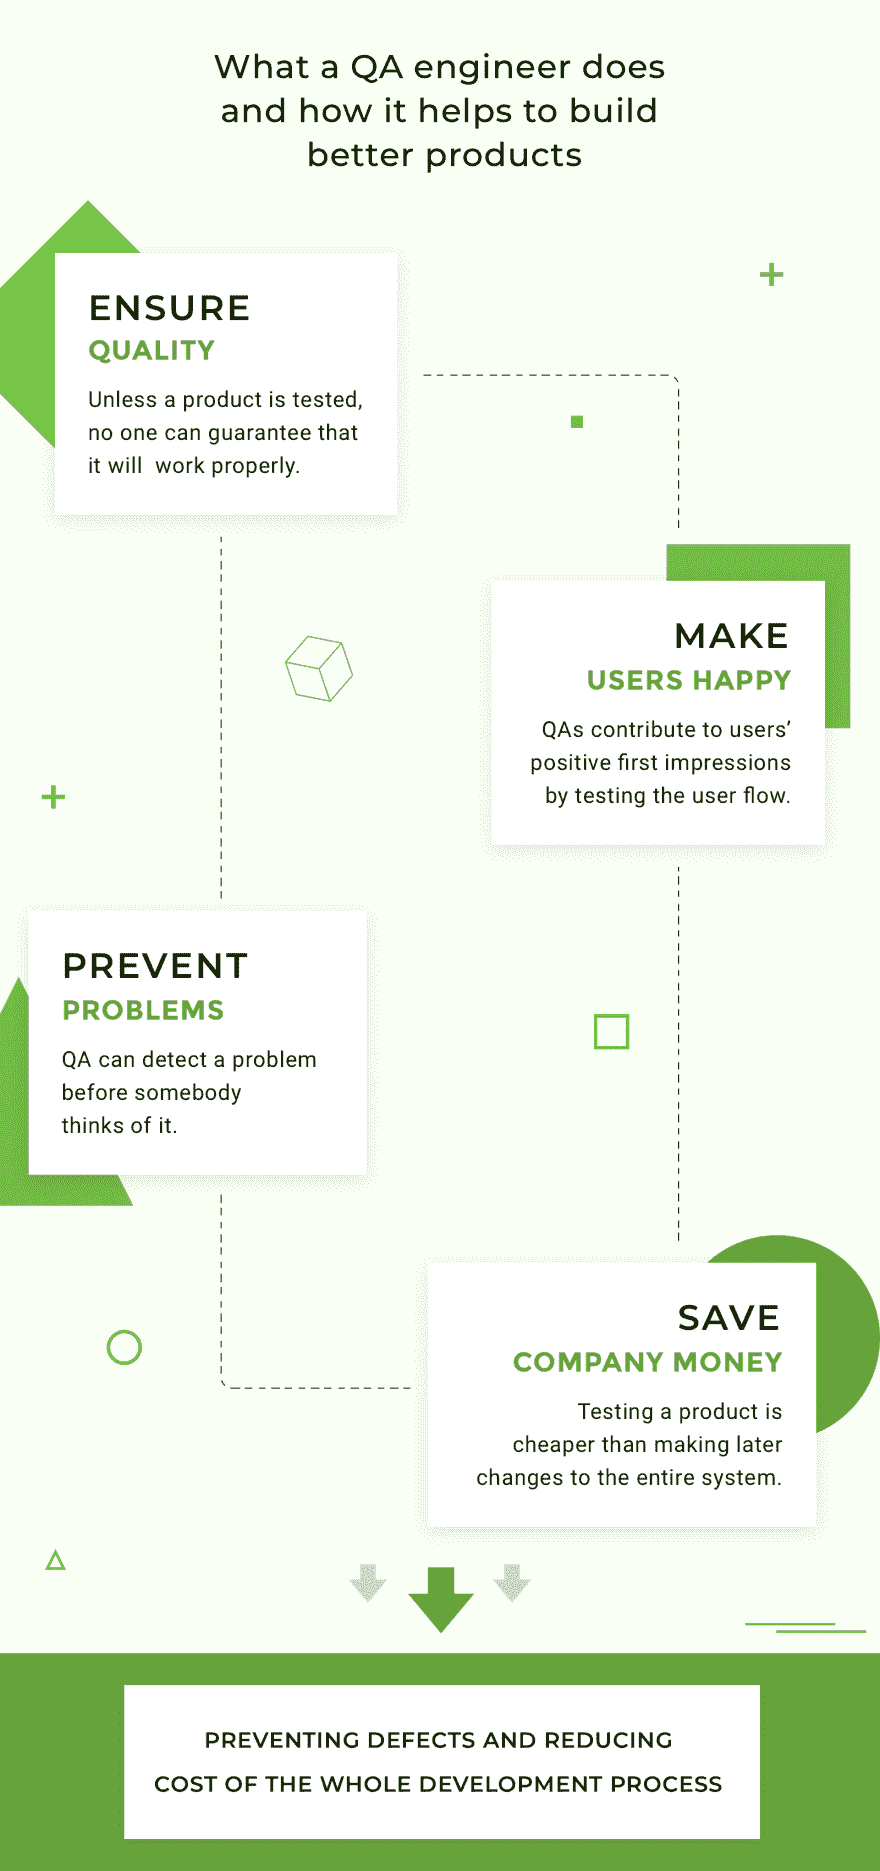 What a QA engineer does
and how it helps to build
better products
ENSURE
QUALITY
Unless a product is tested,
no one can guarantee that
it will  work properly.
MAKE
USERS HAPPY
QAs contribute to users’
positive first impressions
by testing the user flow.
PREVENT
PROBLEMS
QA can detect a problem
before somebody
thinks of it.
SAVE
COMPANY MONEY
Testing a product is
cheaper than making later
changes to the entire system.
PREVENTING DEFECTS AND REDUCING
COST OF THE WHOLE DEVELOPMENT PROCESS